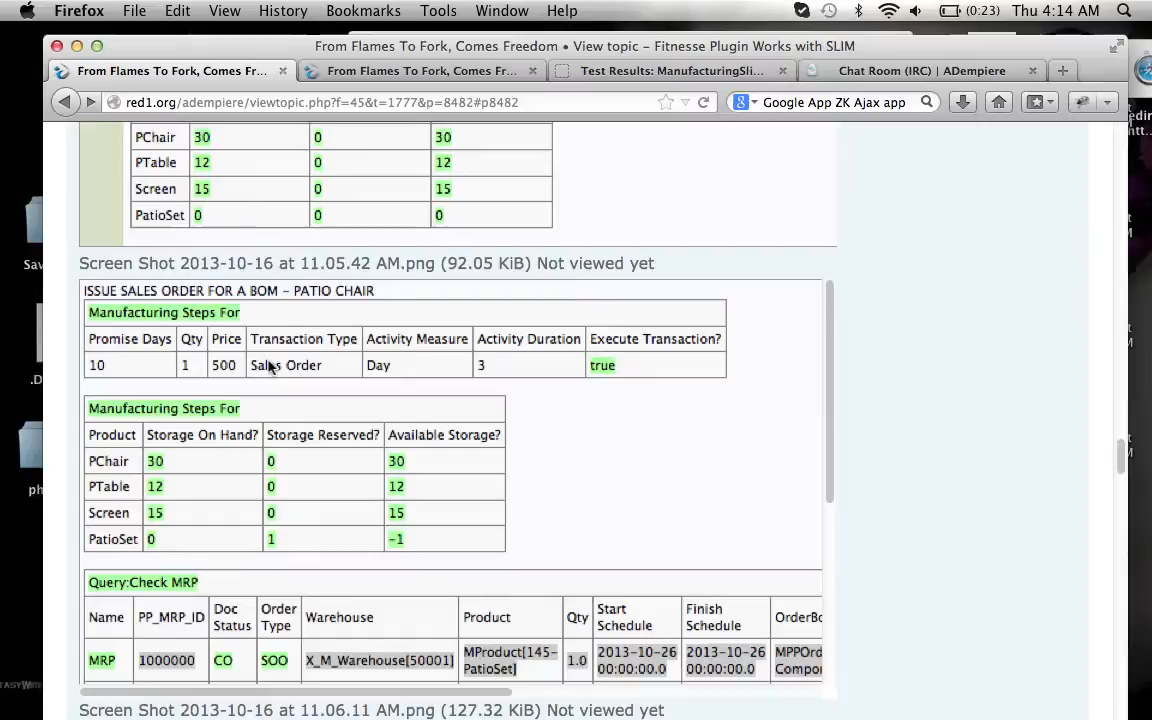 Firefox File Edit View History Bookmarks Tools Window Help (0:23) Thu 4:14 AM
From Flames To Fork, Comes Freedom • View topic – Fitnesse Plugin Works with SLIM
From Flames To Fork, Comes Fr... From Flames To Fork, Comes Fr... Test Results: ManufacturingSli... Chat Room (IRC) | ADempiere
red1.org/adempiere/viewtopic.php?f=45&t=1777&p=8482#p8482 Google App ZK Ajax app
PChair 30 0 30
PTable 12 0 12
Screen 15 0 15
PatioSet 0 0 0
Screen Shot 2013-10-16 at 11.05.42 AM.png (92.05 KiB) Not viewed yet
ISSUE SALES ORDER FOR A BOM – PATIO CHAIR
Manufacturing Steps For
Promise Days Qty Price Transaction Type Activity Measure Activity Duration Execute Transaction?
10 1 500 Sales Order Day 3 true
Manufacturing Steps For
Product Storage On Hand? Storage Reserved? Available Storage?
PChair 30 0 30
PTable 12 0 12
Screen 15 0 15
PatioSet 0 1 -1
Query:Check MRP
Name PP_MRP_ID Doc Status Order Type Warehouse Product Qty Start Schedule Finish Schedule OrderBo
MRP 1000000 CO SOO X_M_Warehouse[50001] MProduct[145-PatioSet] 1.0 2013-10-26 00:00:00.0 2013-10-26 00:00:00.0 MPPOrd Compo
Screen Shot 2013-10-16 at 11.06.11 AM.png (127.32 KiB) Not viewed yet
Sav
ph